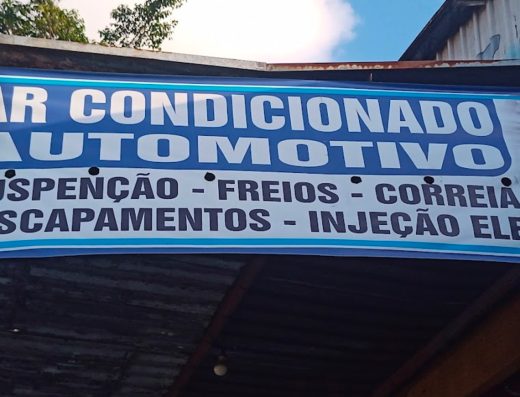 AR CONDICIONADO
AUTOMOTIVO
USPENÇÃO - FREIOS - CORREIA
SCAPAMENTOS - INJEÇÃO ELE